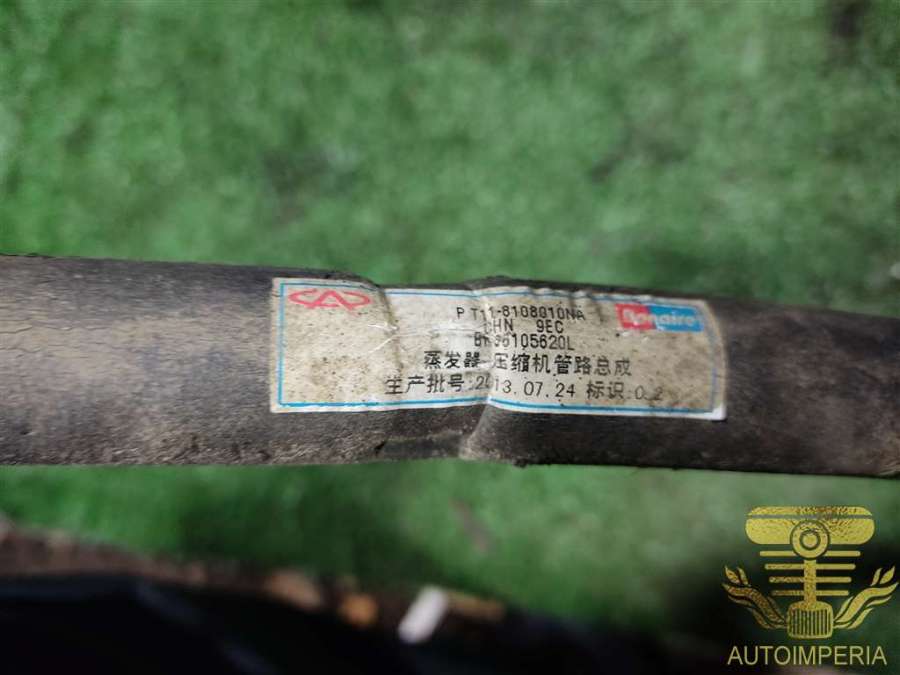 Bonaire
8108010NA
CHN 9EC
蒸发器-压缩机管路总成
生产批号:2013.07.24 标识:0.2
AUTOIMPERIA